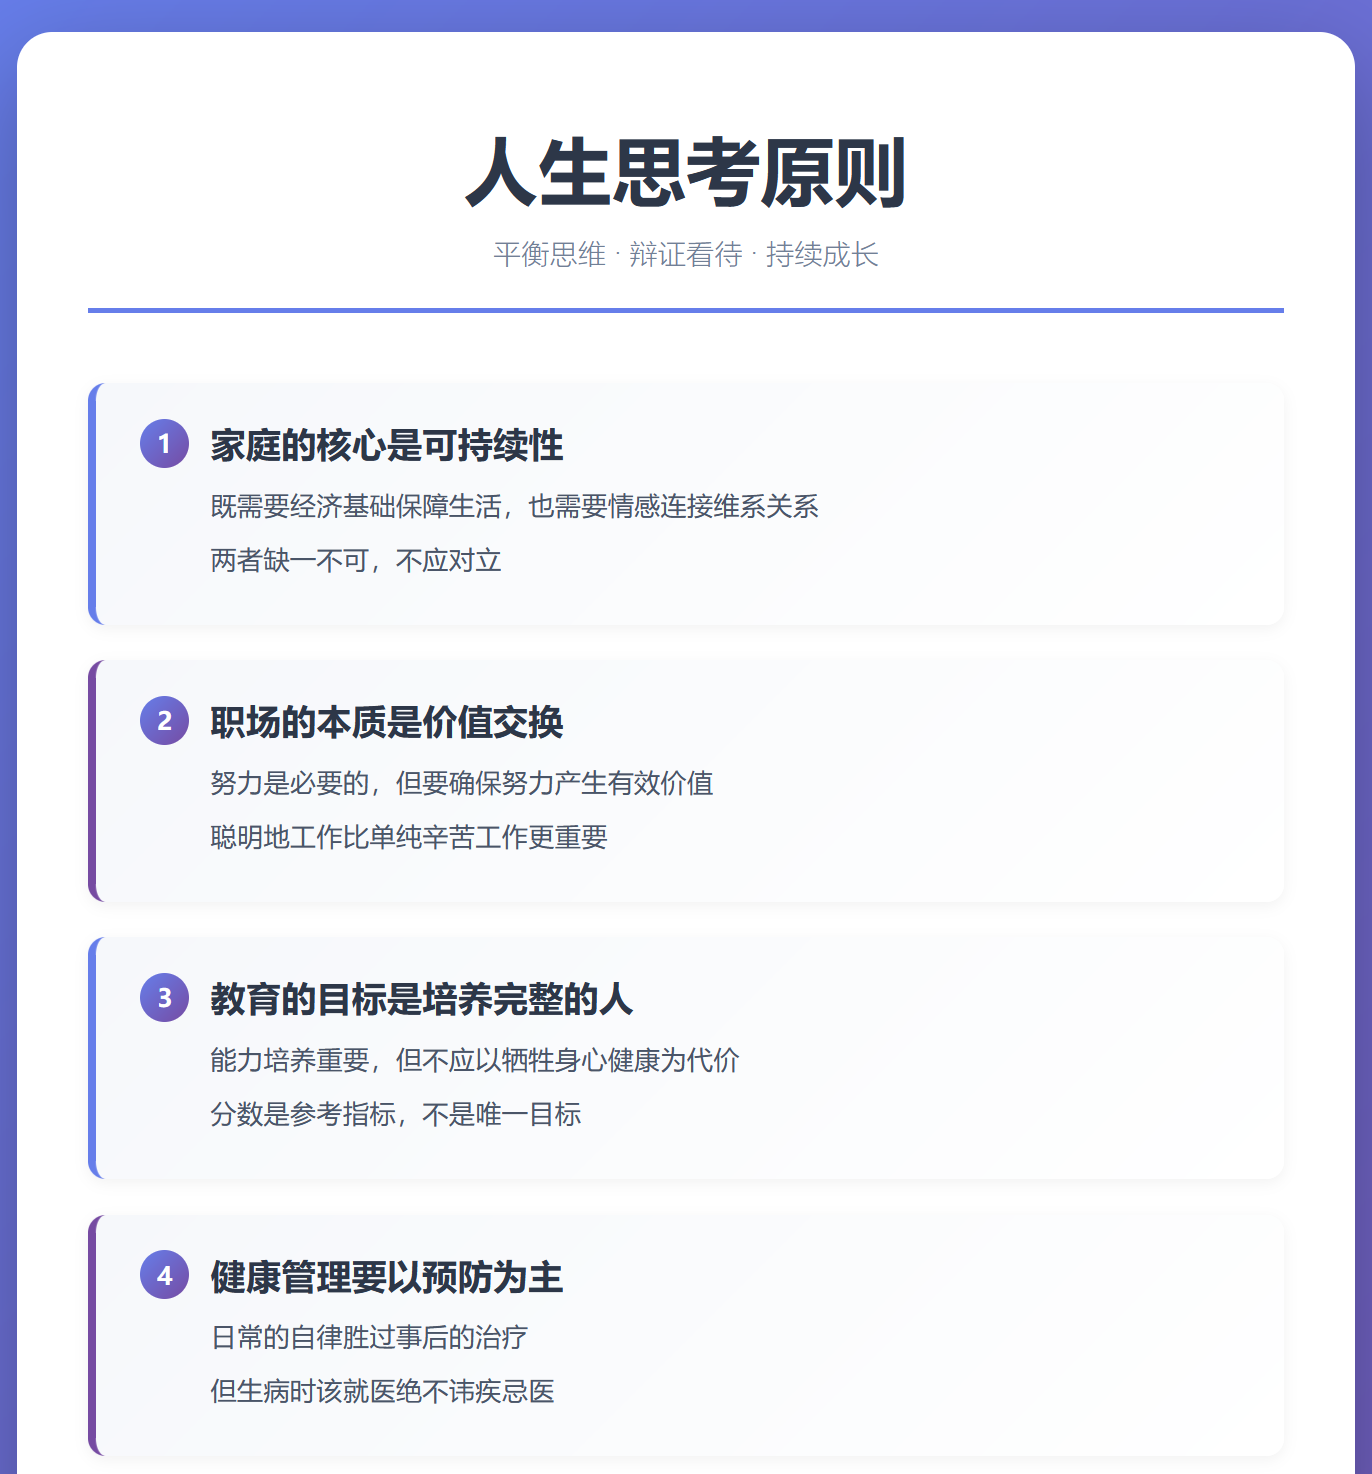 人生思考原则
平衡思维 · 辩证看待 · 持续成长
1 家庭的核心是可持续性
既需要经济基础保障生活，也需要情感连接维系关系
两者缺一不可，不应对立
2 职场的本质是价值交换
努力是必要的，但要确保努力产生有效价值
聪明地工作比单纯辛苦工作更重要
3 教育的目标是培养完整的人
能力培养重要，但不应以牺牲身心健康为代价
分数是参考指标，不是唯一目标
4 健康管理要以预防为主
日常的自律胜过事后的治疗
但生病时该就医绝不讳疾忌医